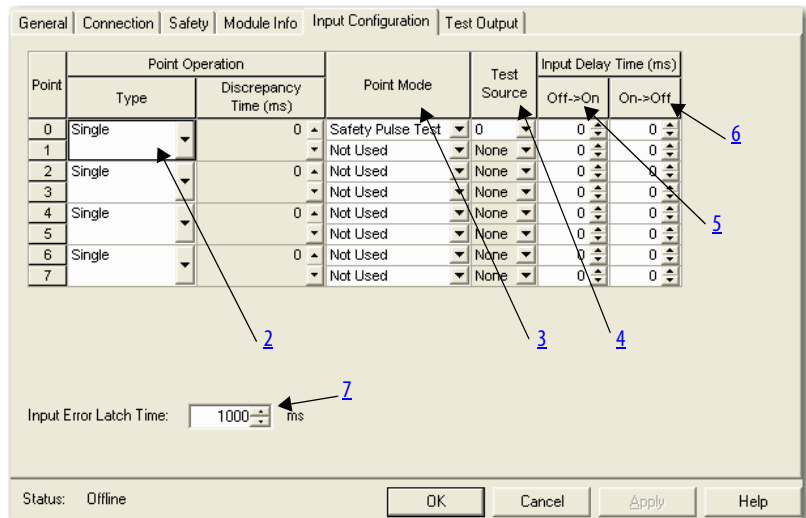 General Connection Safety Module Info Input Configuration Test Output
Point Operation Input Delay Time (ms)
Point Type Discrepancy Time (ms) Point Mode Test Source Off->On On->Off
0 Single 0 Safety Pulse Test 0 0 0
1 Not Used None 0 0
2 Single 0 Not Used None 0 0
3 Not Used None 0 0
4 Single 0 Not Used None 0 0
5 Not Used None 0 0
6 Single 0 Not Used None 0 0
7 Not Used None 0 0
6
5
2 3 4
7
Input Error Latch Time: 1000 ms
Status: Offline OK Cancel Apply Help